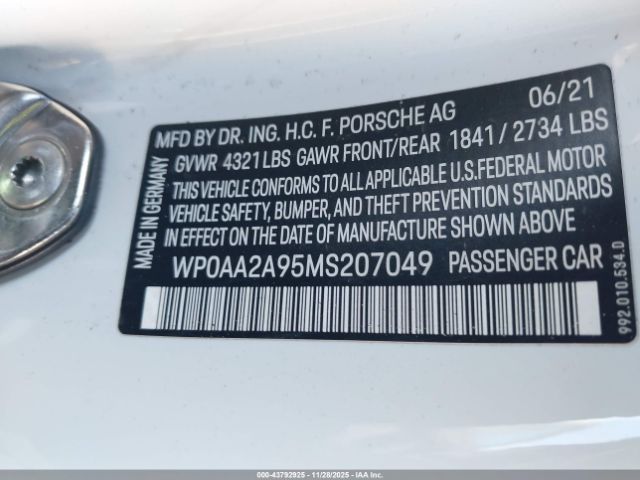 MFD BY DR. ING. H.C. F. PORSCHE AG 06/21
GVWR 4321LBS GAWR FRONT/REAR 1841 / 2734 LBS
THIS VEHICLE CONFORMS TO ALL APPLICABLE U.S.FEDERAL MOTOR
VEHICLE SAFETY, BUMPER, AND THEFT PREVENTION STANDARDS
IN EFFECT ON THE DATE OF MANUFACTURE SHOWN ABOVE
WP0AA2A95MS207049 PASSENGER CAR
MADE IN GERMANY
992.010.534.0
000-43792925 - 11/28/2025 - IAA Inc.